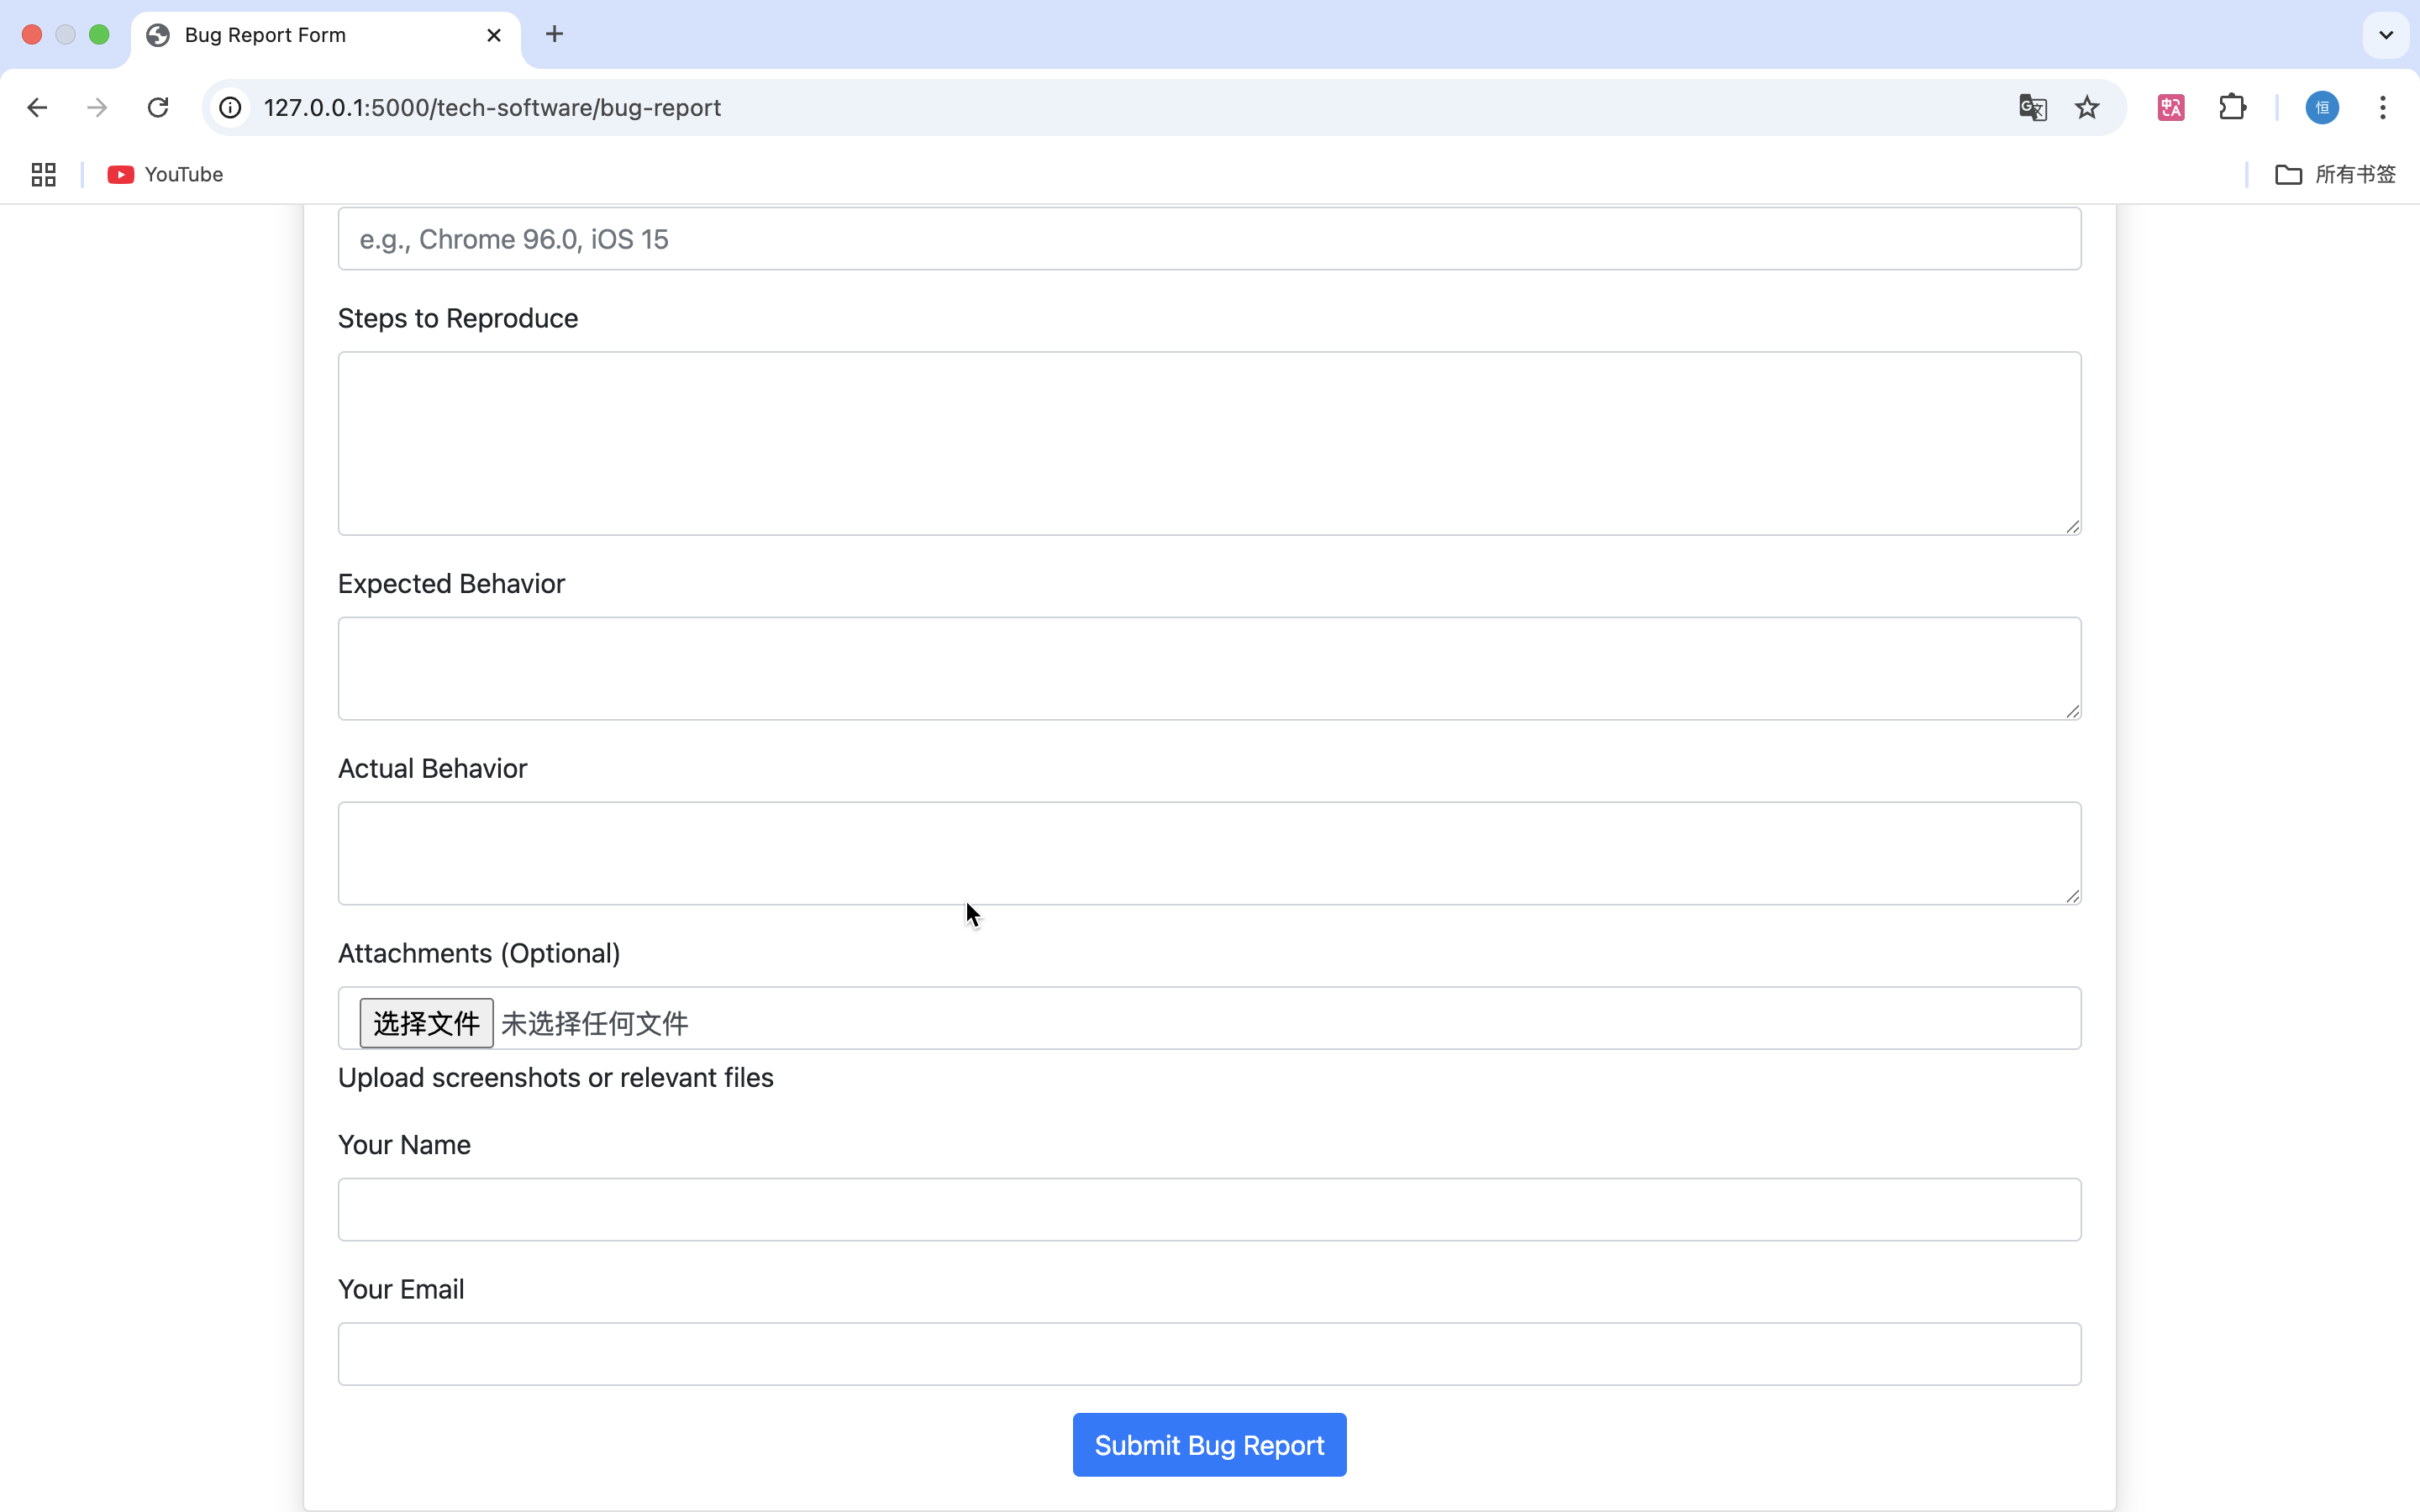 Bug Report Form
127.0.0.1:5000/tech-software/bug-report
恒
YouTube
所有书签
e.g., Chrome 96.0, iOS 15
Steps to Reproduce
Expected Behavior
Actual Behavior
Attachments (Optional)
选择文件 未选择任何文件
Upload screenshots or relevant files
Your Name
Your Email
Submit Bug Report